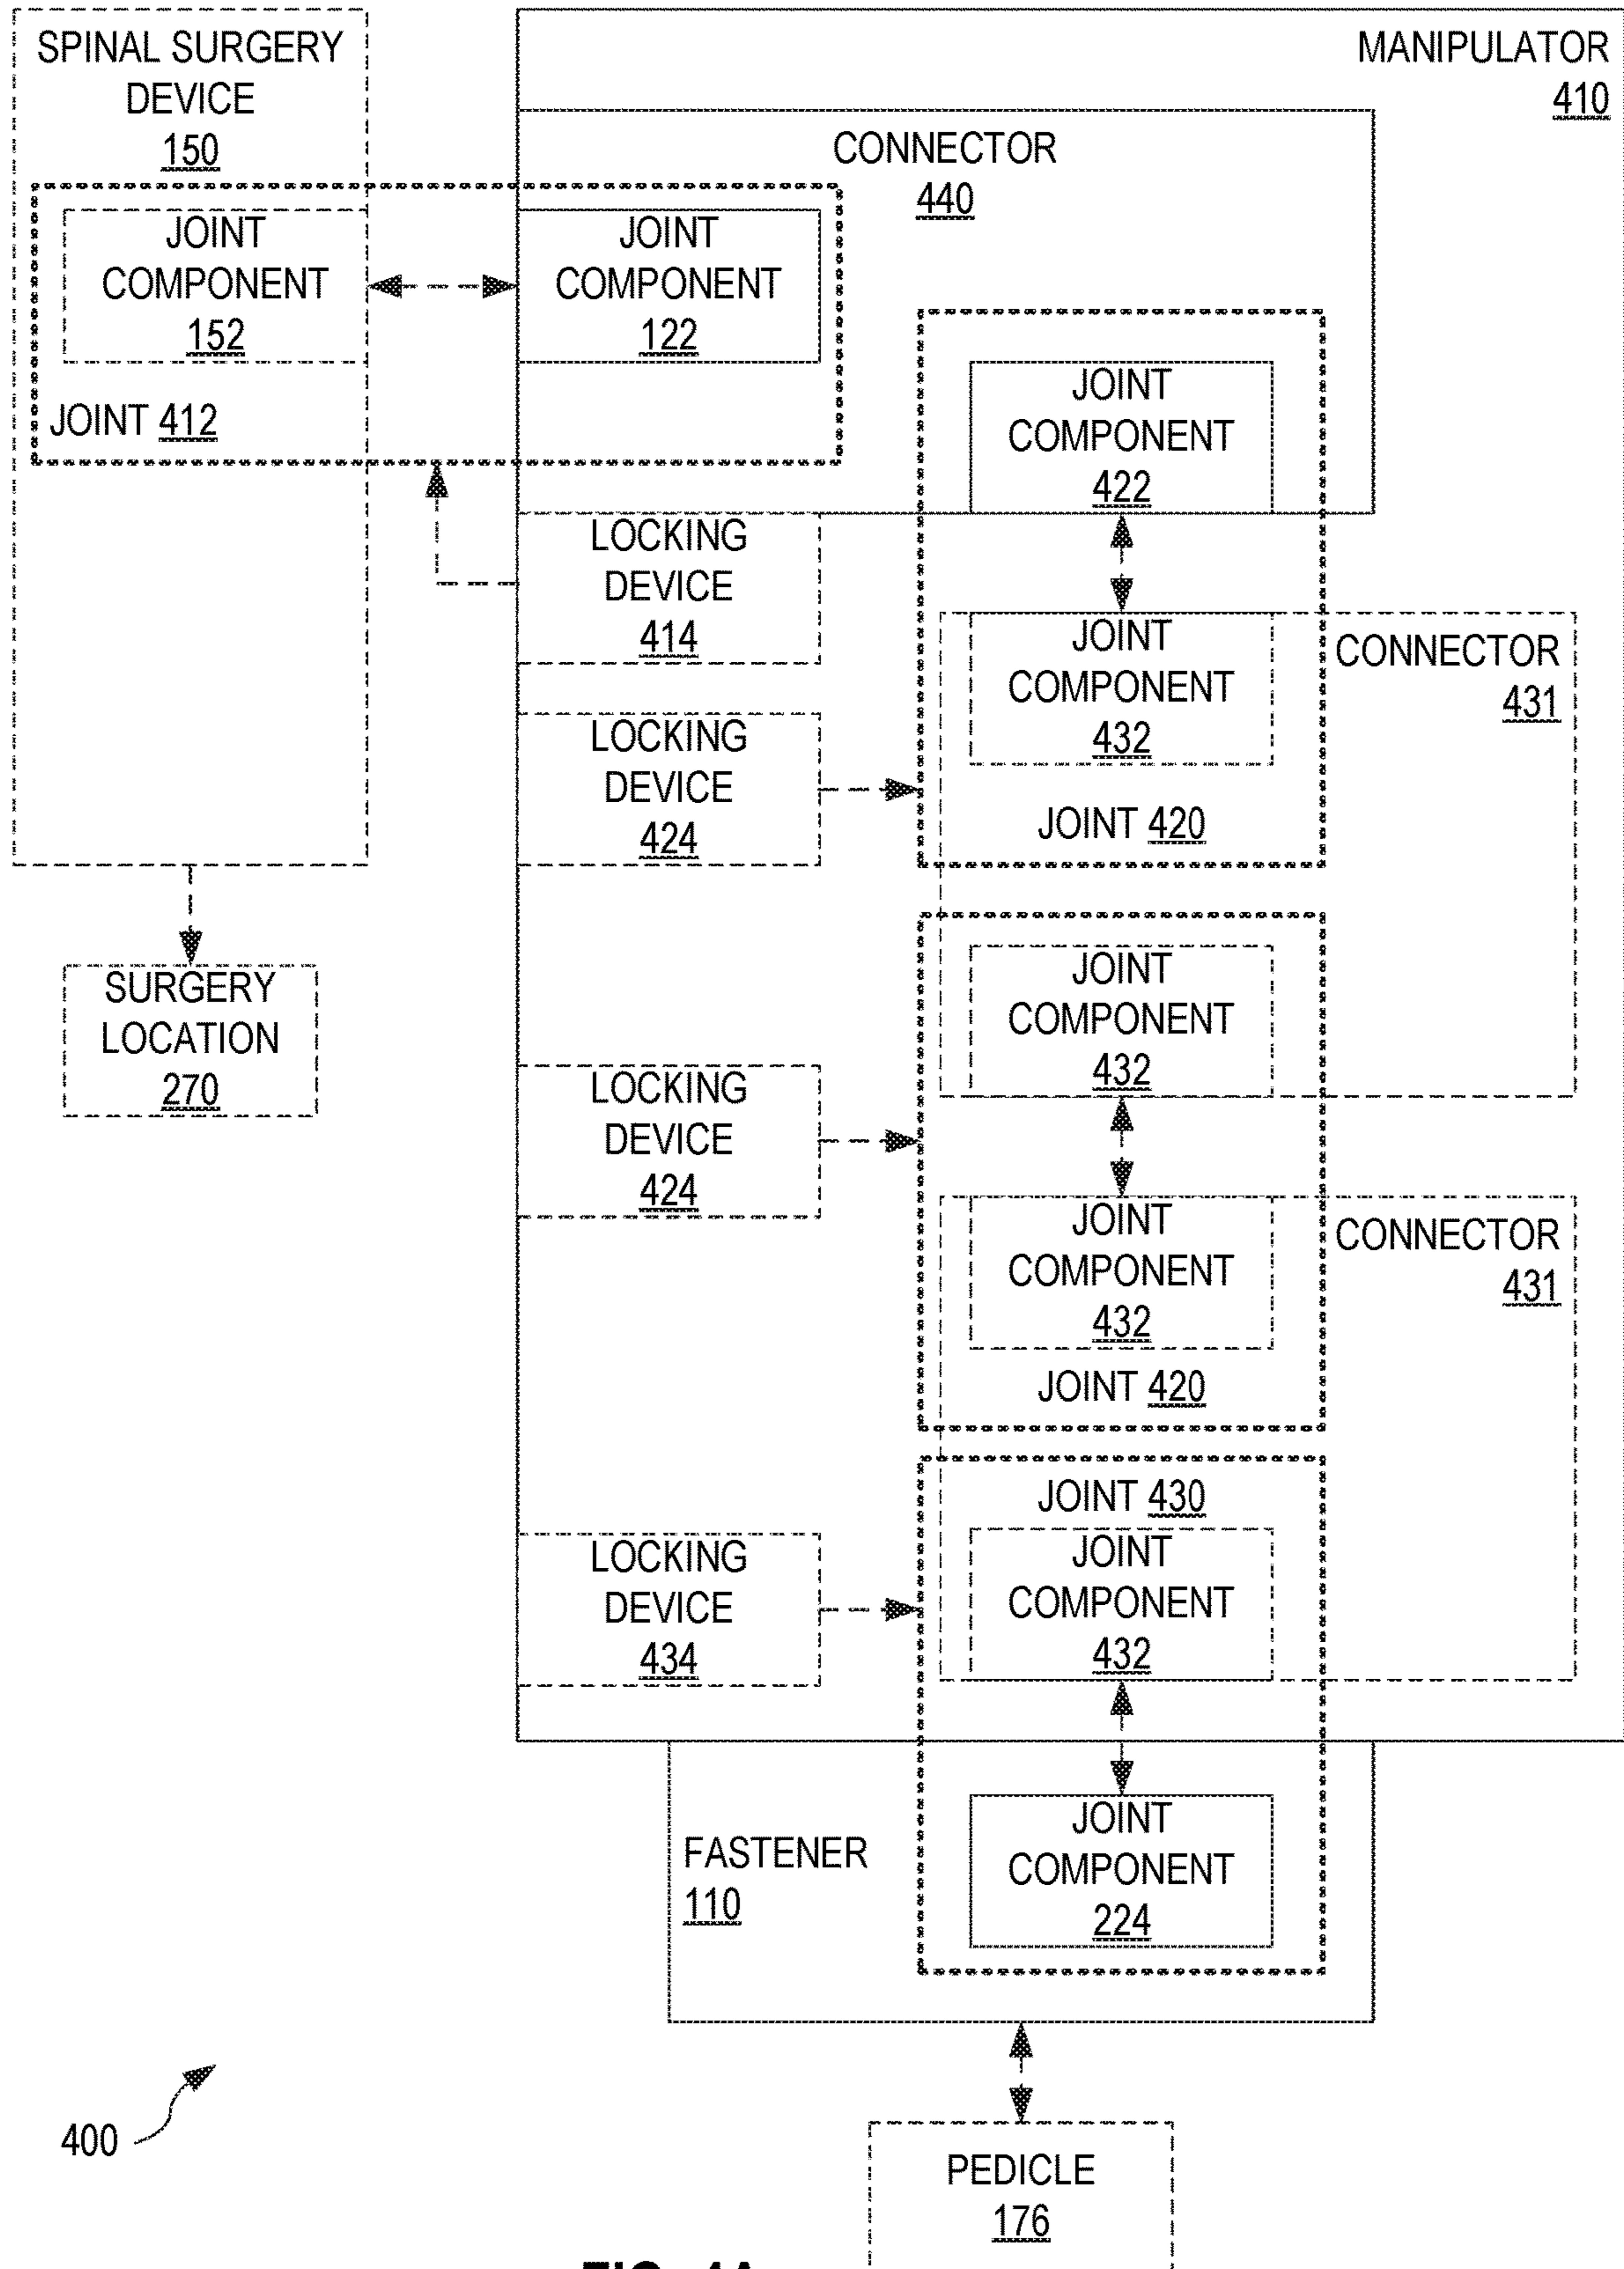 SPINAL SURGERY
DEVICE
150
MANIPULATOR
410
CONNECTOR
440
JOINT
COMPONENT
152
JOINT
COMPONENT
122
JOINT 412
JOINT
COMPONENT
422
LOCKING
DEVICE
414
JOINT
COMPONENT
432
CONNECTOR
431
LOCKING
DEVICE
424
JOINT 420
SURGERY
LOCATION
270
JOINT
COMPONENT
432
LOCKING
DEVICE
424
JOINT
COMPONENT
432
CONNECTOR
431
JOINT 420
JOINT 430
LOCKING
DEVICE
434
JOINT
COMPONENT
432
FASTENER
110
JOINT
COMPONENT
224
400
PEDICLE
176